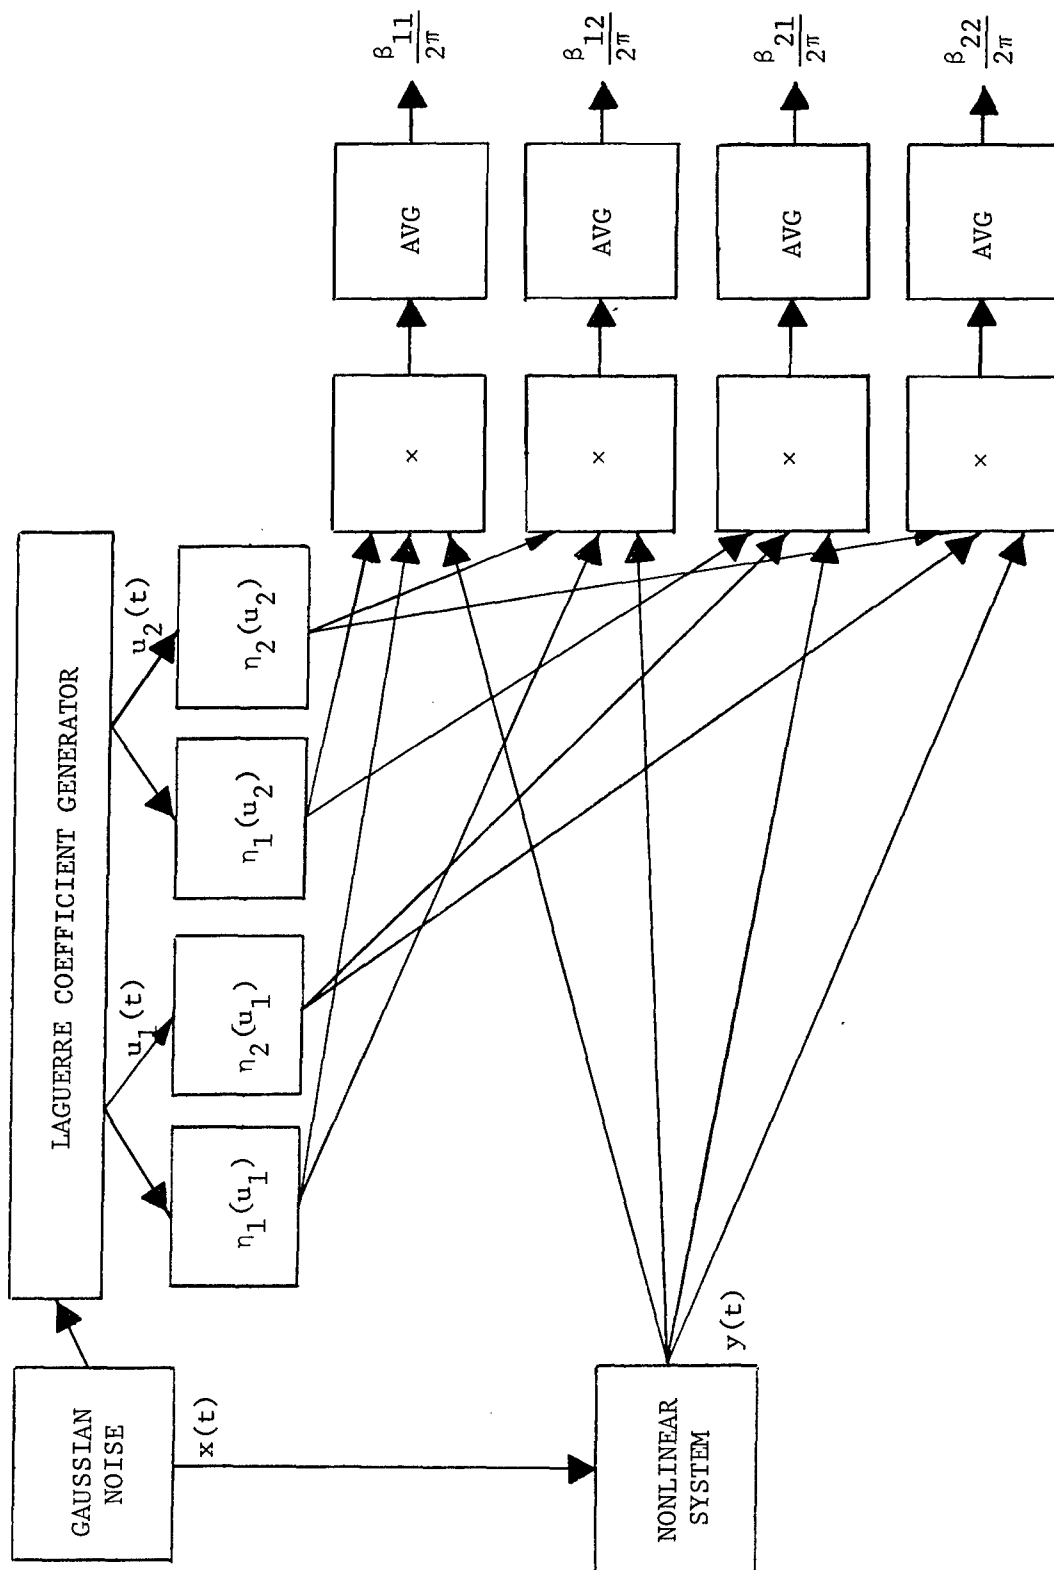 GAUSSIAN
NOISE
x(t)
LAGUERRE COEFFICIENT GENERATOR
u₁(t)
u₂(t)
η₁(u₁)
η₂(u₁)
η₁(u₂)
η₂(u₂)
NONLINEAR
SYSTEM
y(t)
×
AVG
β₁₁/2π
×
AVG
β₁₂/2π
×
AVG
β₂₁/2π
×
AVG
β₂₂/2π